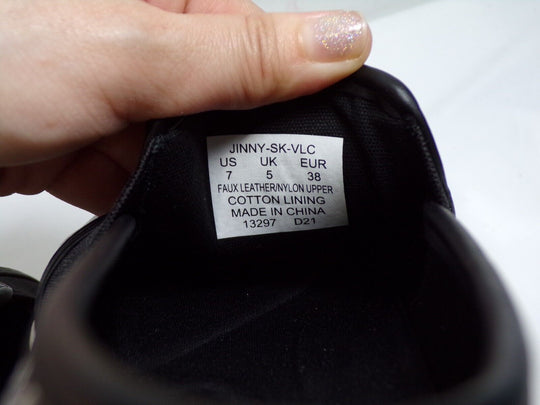 JINNY-SK-VLC
US UK EUR
7 5 38
FAUX LEATHER/NYLON UPPER
COTTON LINING
MADE IN CHINA
13297 D21